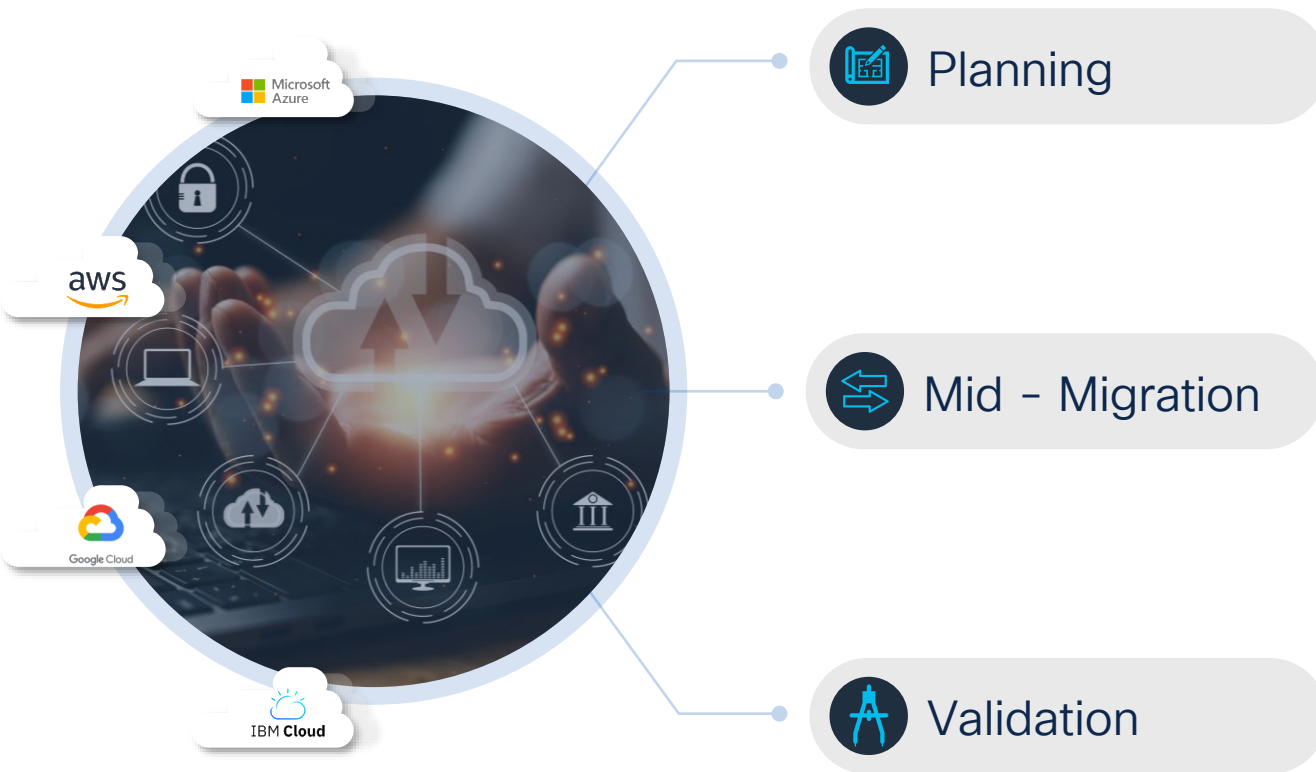 Microsoft
Azure
aws
Google Cloud
IBM Cloud
Planning
Mid - Migration
Validation